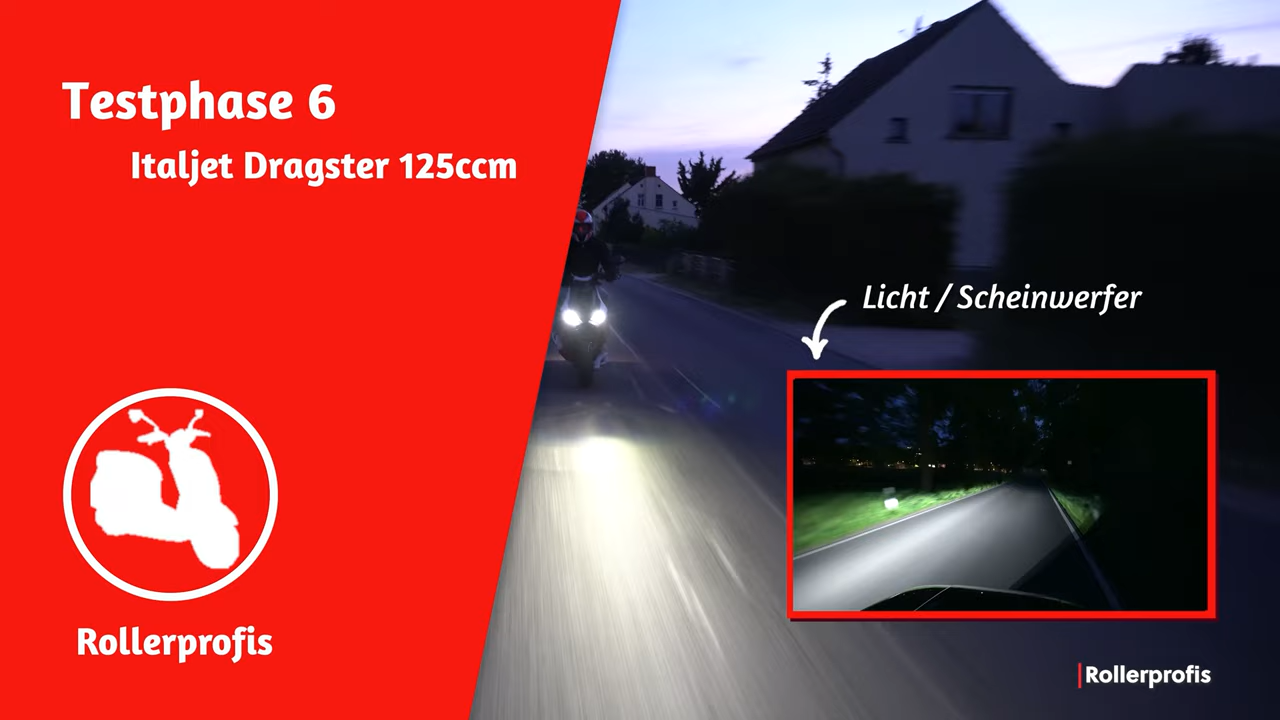 Testphase 6
Italjet Dragster 125ccm
Licht / Scheinwerfer
Rollerprofis
Rollerprofis